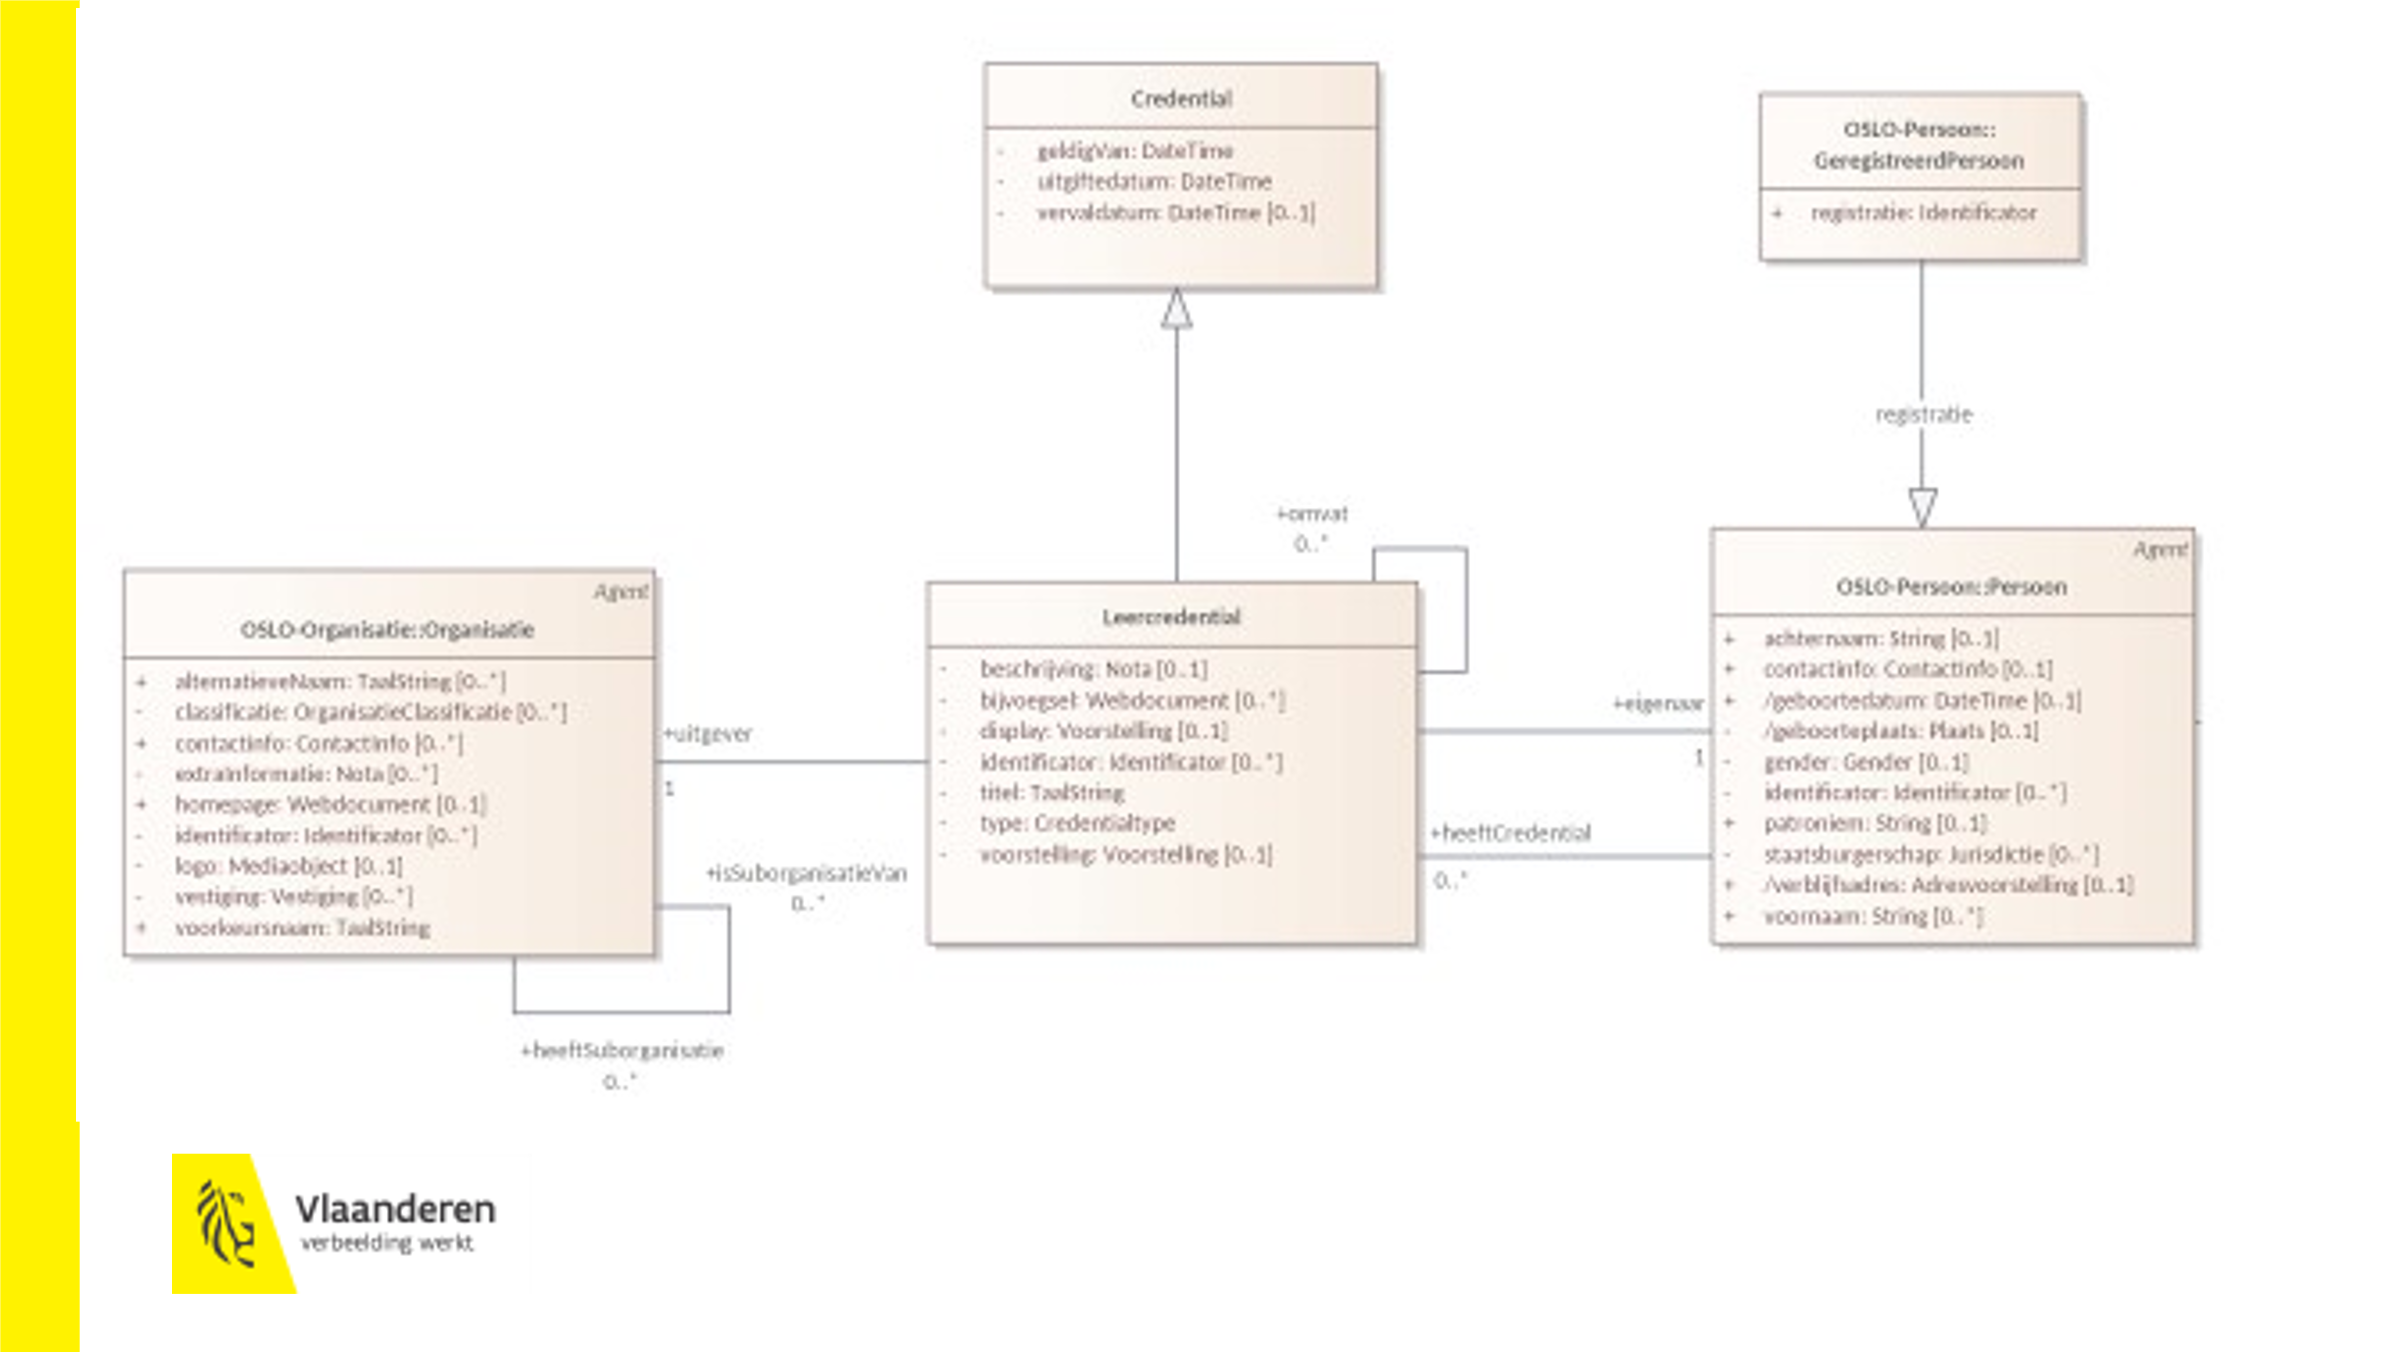 Credential
- geldigVan: DateTime
- uitgiftedatum: DateTime
- vervaldatum: DateTime [0..1]
OSLO-Persoon::
GeregistreerdPersoon
+ registratie: Identificator
registratie
Agent
OSLO-Organisatie::Organisatie
+ alternatieveNaam: TaalString [0..*]
- classificatie: OrganisatieClassificatie [0..*]
+ contactinfo: ContactInfo [0..*]
- extraInformatie: Nota [0..*]
+ homepage: Webdocument [0..1]
- identificator: Identificator [0..*]
- logo: Mediaobject [0..1]
- vestiging: Vestiging [0..*]
+ voorkeursnaam: TaalString
+uitgever
1
+isSuborganisatieVan
0..*
+heeftSuborganisatie
0..*
+omvat
0..*
Leercredential
- beschrijving: Nota [0..1]
- bijvoegsel: Webdocument [0..*]
- display: Voorstelling [0..1]
- identificator: Identificator [0..*]
- titel: TaalString
- type: Credentialtype
- voorstelling: Voorstelling [0..1]
+eigenaar
1
+heeftCredential
0..*
Agent
OSLO-Persoon::Persoon
+ achternaam: String [0..1]
+ contactinfo: ContactInfo [0..1]
+ /geboortedatum: DateTime [0..1]
- /geboorteplaats: Plaats [0..1]
- gender: Gender [0..1]
- identificator: Identificator [0..*]
+ patroniem: String [0..1]
- staatsburgerschap: Jurisdictie [0..*]
+ /verblijfsadres: Adresvoorstelling [0..1]
+ voornaam: String [0..*]
Vlaanderen
verbeelding werkt